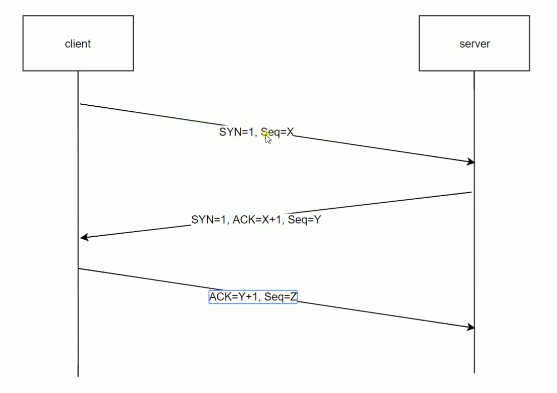 client
server
SYN=1, Seq=X
SYN=1, ACK=X+1, Seq=Y
ACK=Y+1, Seq=Z